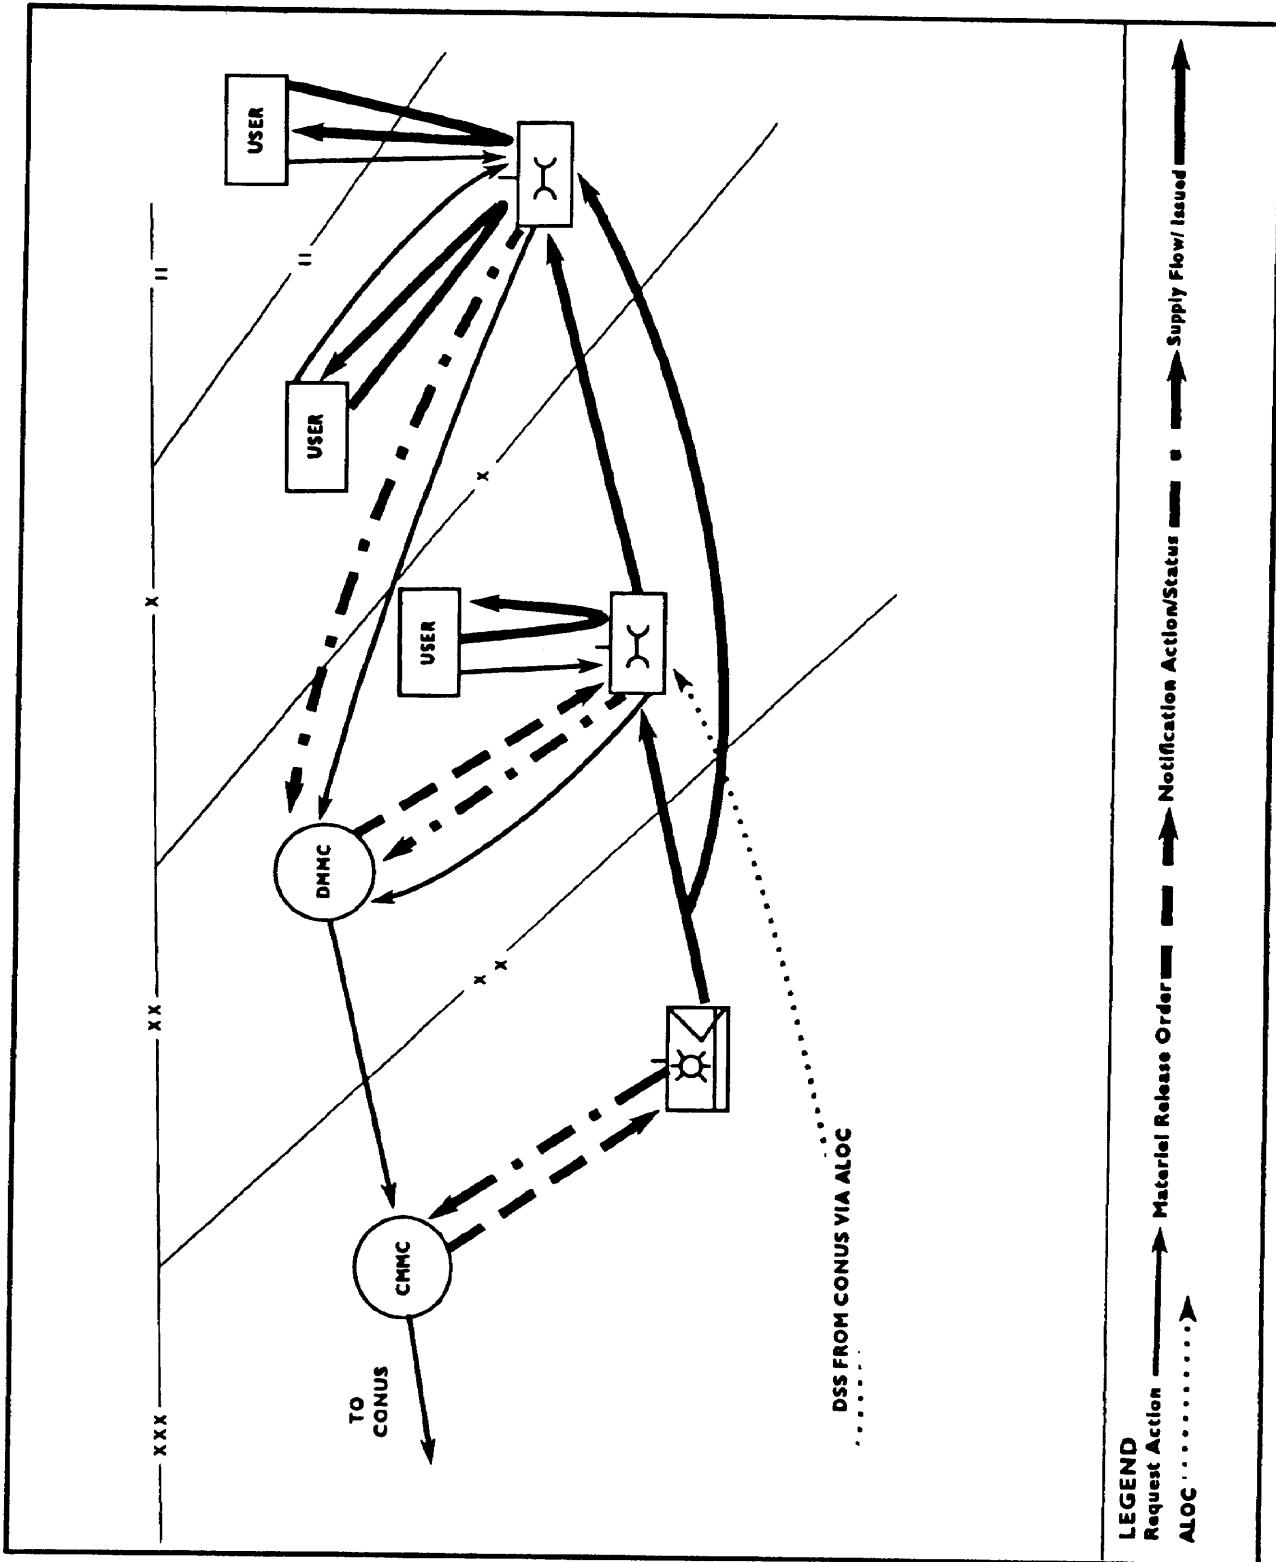 XXX
XX
X
II
II
X
X X
USER
USER
USER
DMMC
CMMC
TO
CONUS
DSS FROM CONUS VIA ALOC
LEGEND
Request Action Material Release Order Notification Action/Status Supply Flow/ Issued
ALOC